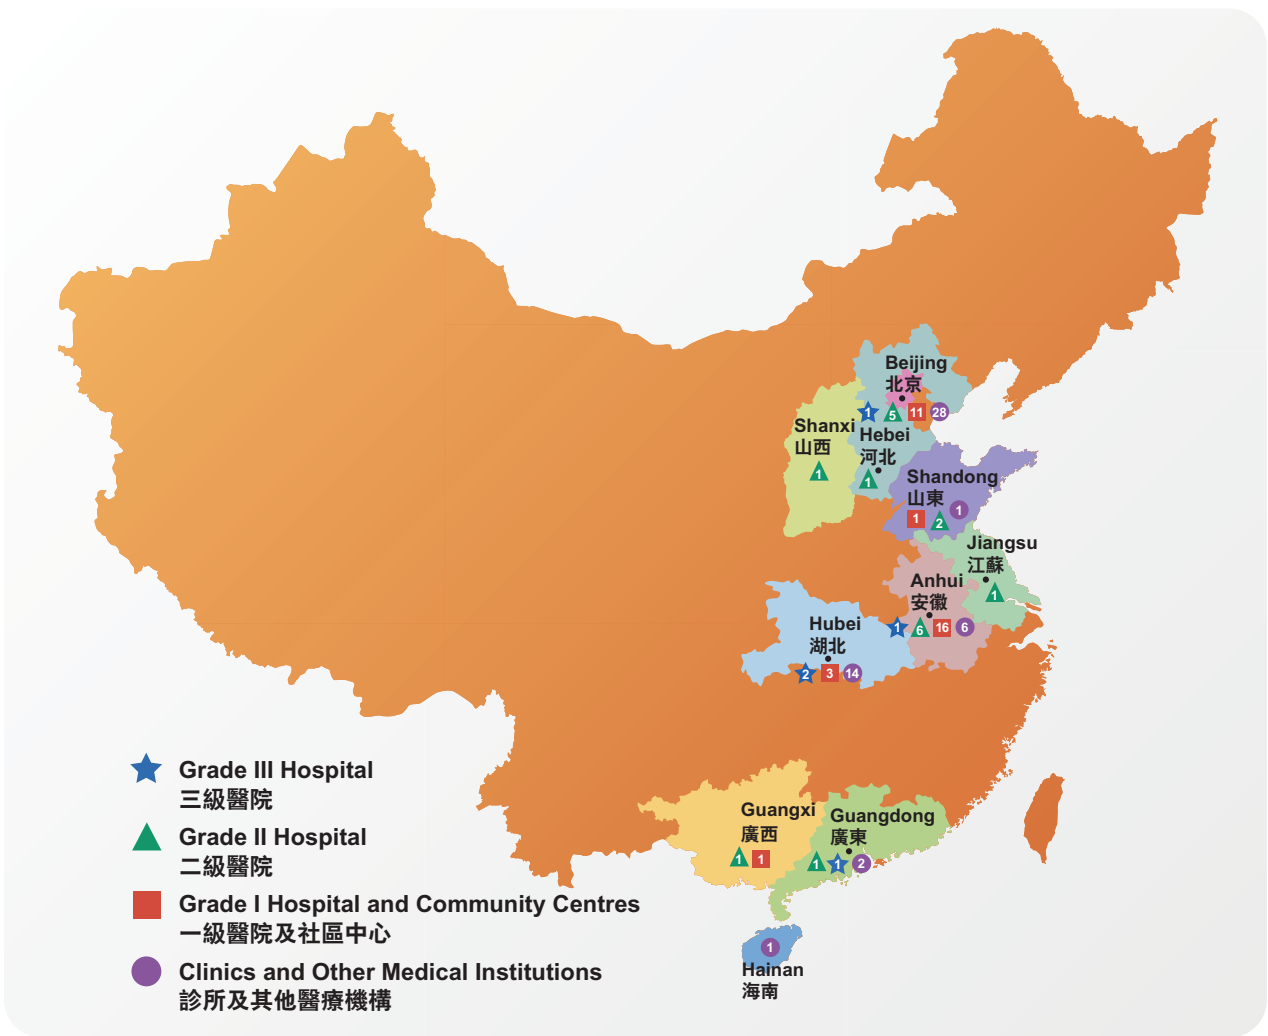 Beijing
北京
1 5 11 28
Shanxi
山西
1
Hebei
河北
1
Shandong
山東
1 2 1
Jiangsu
江蘇
1
Anhui
安徽
1 6 16 6
Hubei
湖北
2 3 14
Guangxi
廣西
1 1
Guangdong
廣東
1 1 2
1
Hainan
海南
Grade III Hospital
三級醫院
Grade II Hospital
二級醫院
Grade I Hospital and Community Centres
一級醫院及社區中心
Clinics and Other Medical Institutions
診所及其他醫療機構